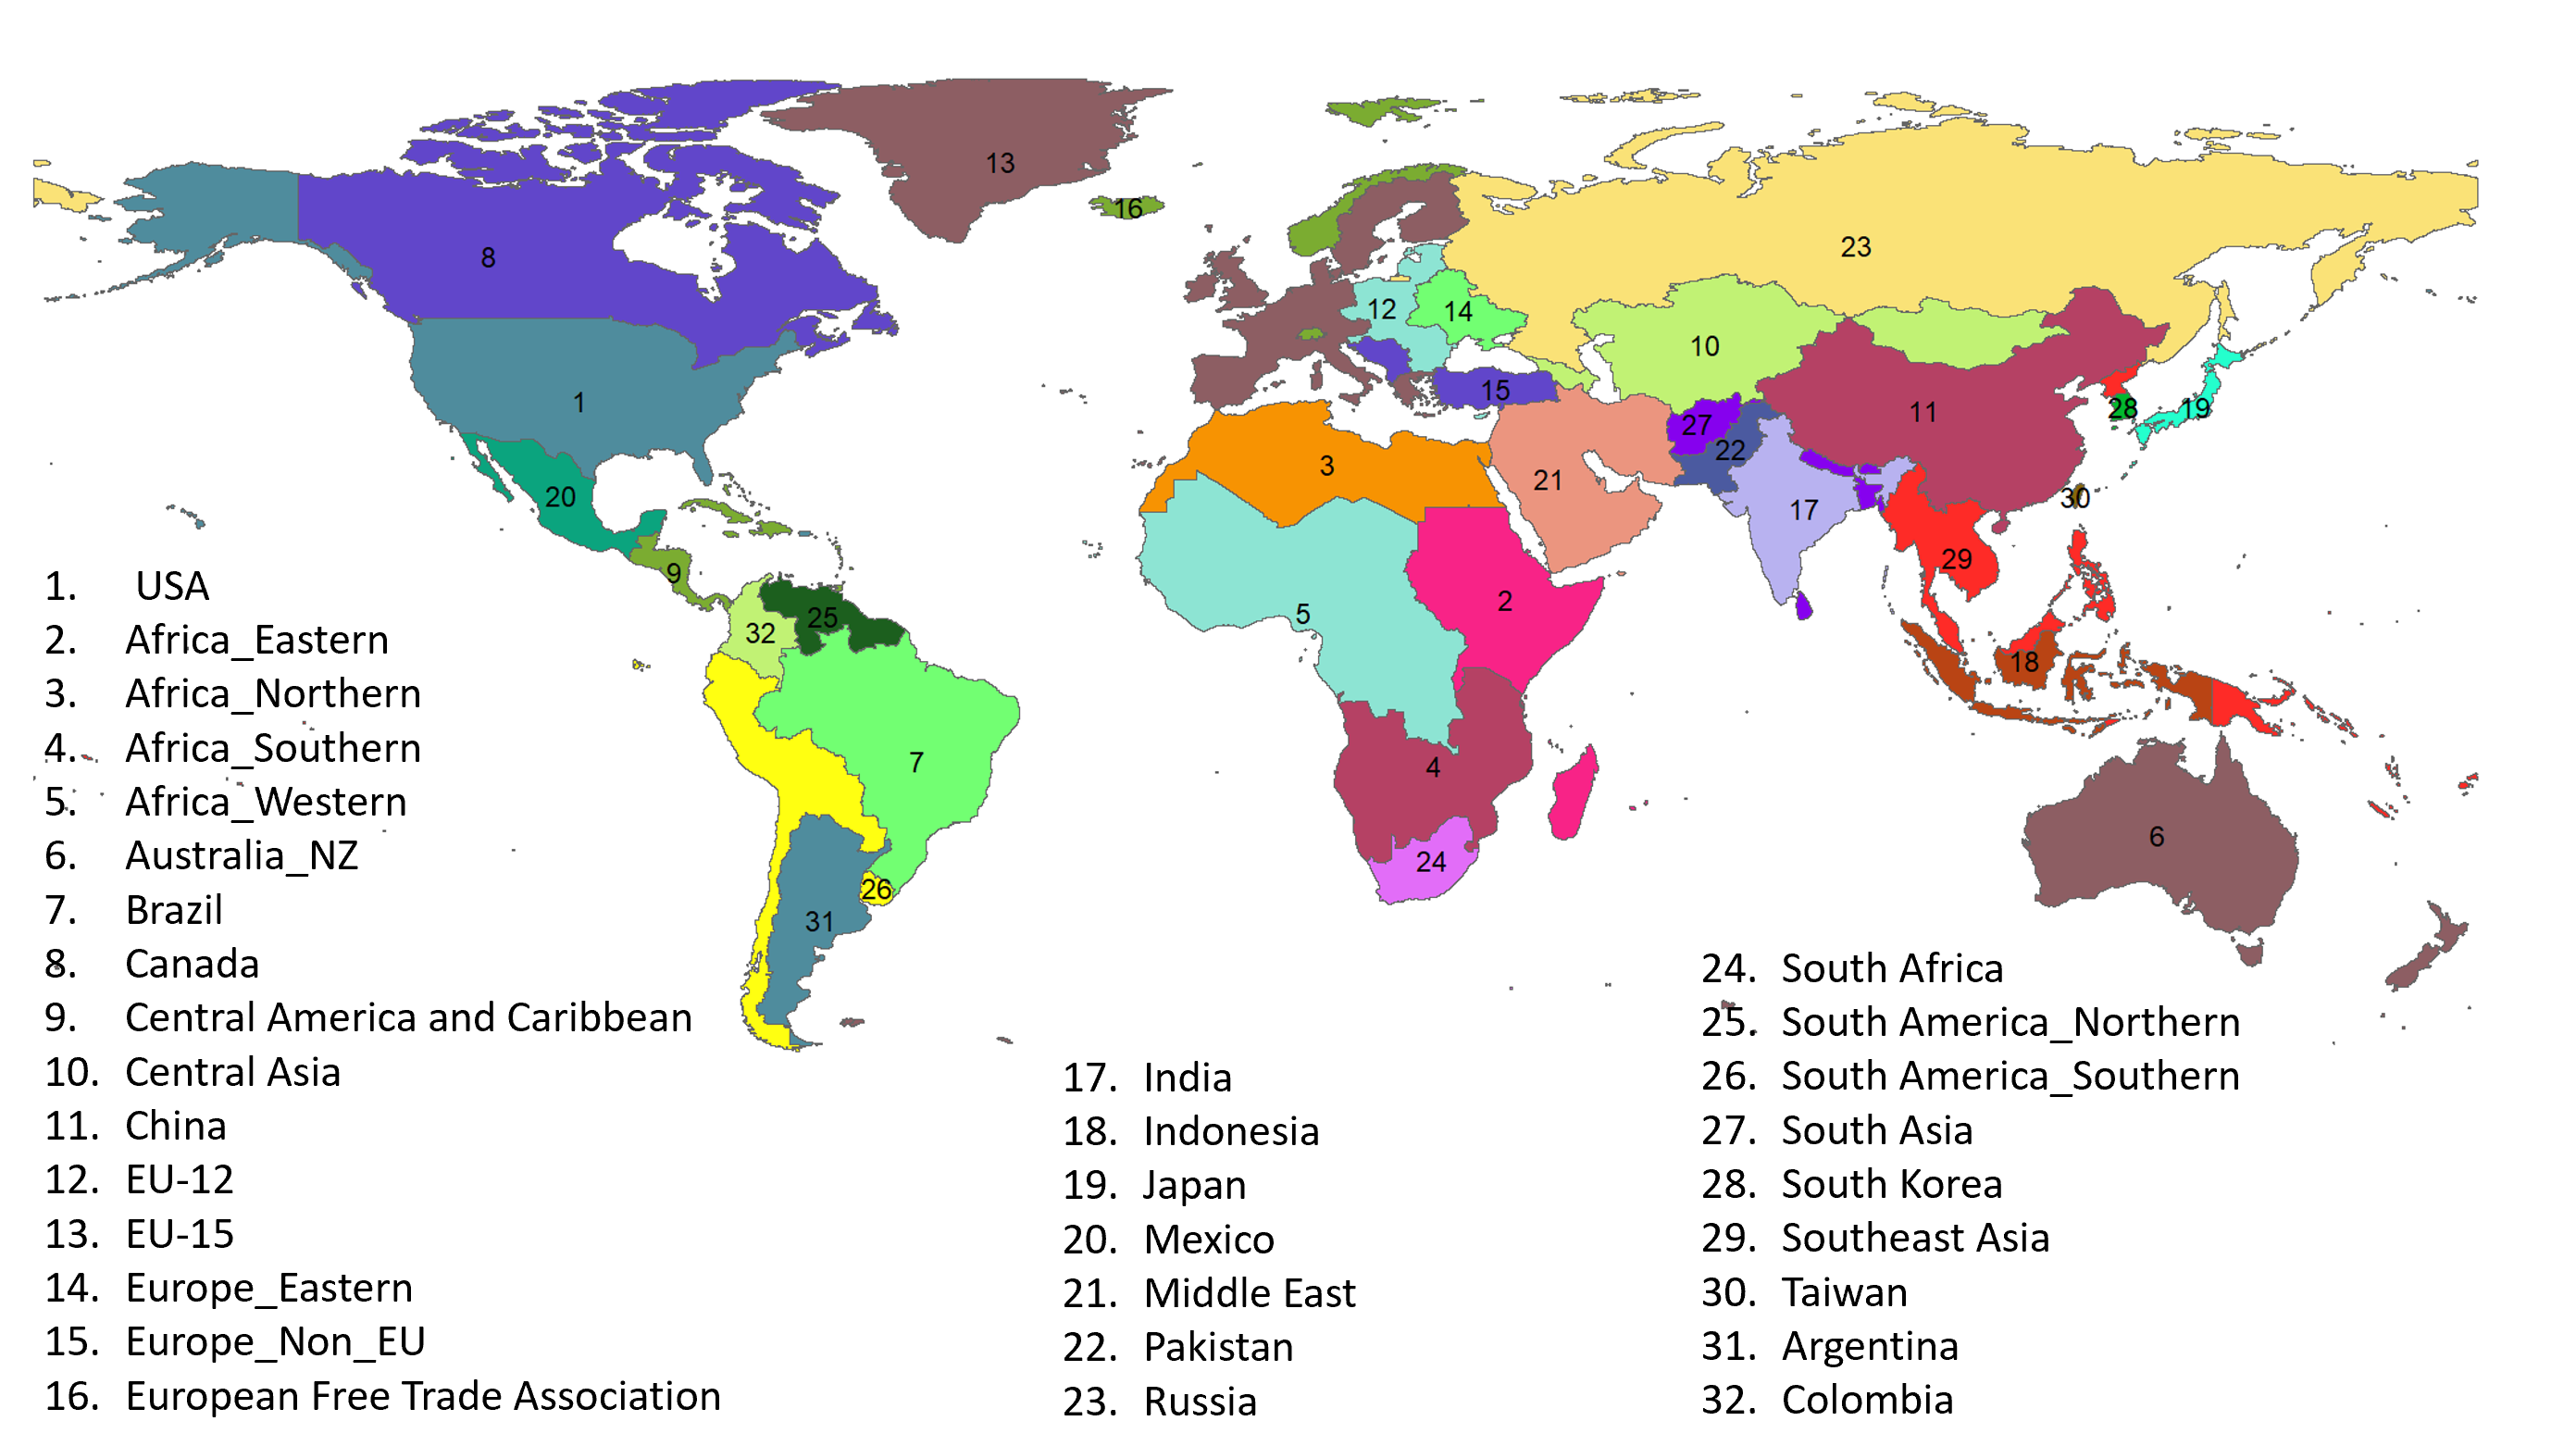 13
16
8
23
12
14
10
1
15
11
28
19
27
22
3
20
21
17
30
29
9
5
2
25
32
18
7
4
6
24
26
31
1. USA
2. Africa_Eastern
3. Africa_Northern
4. Africa_Southern
5. Africa_Western
6. Australia_NZ
7. Brazil
8. Canada
9. Central America and Caribbean
10. Central Asia
11. China
12. EU-12
13. EU-15
14. Europe_Eastern
15. Europe_Non_EU
16. European Free Trade Association
17. India
18. Indonesia
19. Japan
20. Mexico
21. Middle East
22. Pakistan
23. Russia
24. South Africa
25. South America_Northern
26. South America_Southern
27. South Asia
28. South Korea
29. Southeast Asia
30. Taiwan
31. Argentina
32. Colombia